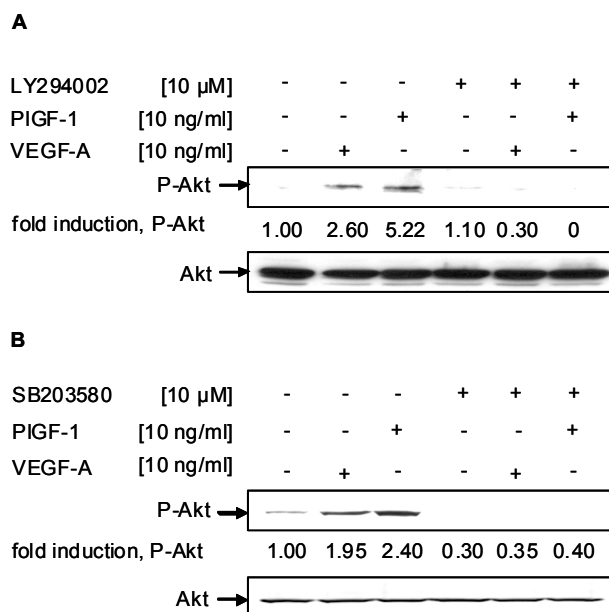 A
LY294002 [10 µM] - - - + + +
PlGF-1 [10 ng/ml] - - + - - +
VEGF-A [10 ng/ml] - + - - + -
P-Akt
fold induction, P-Akt 1.00 2.60 5.22 1.10 0.30 0
Akt
B
SB203580 [10 µM] - - - + + +
PlGF-1 [10 ng/ml] - - + - - +
VEGF-A [10 ng/ml] - + - - + -
P-Akt
fold induction, P-Akt 1.00 1.95 2.40 0.30 0.35 0.40
Akt